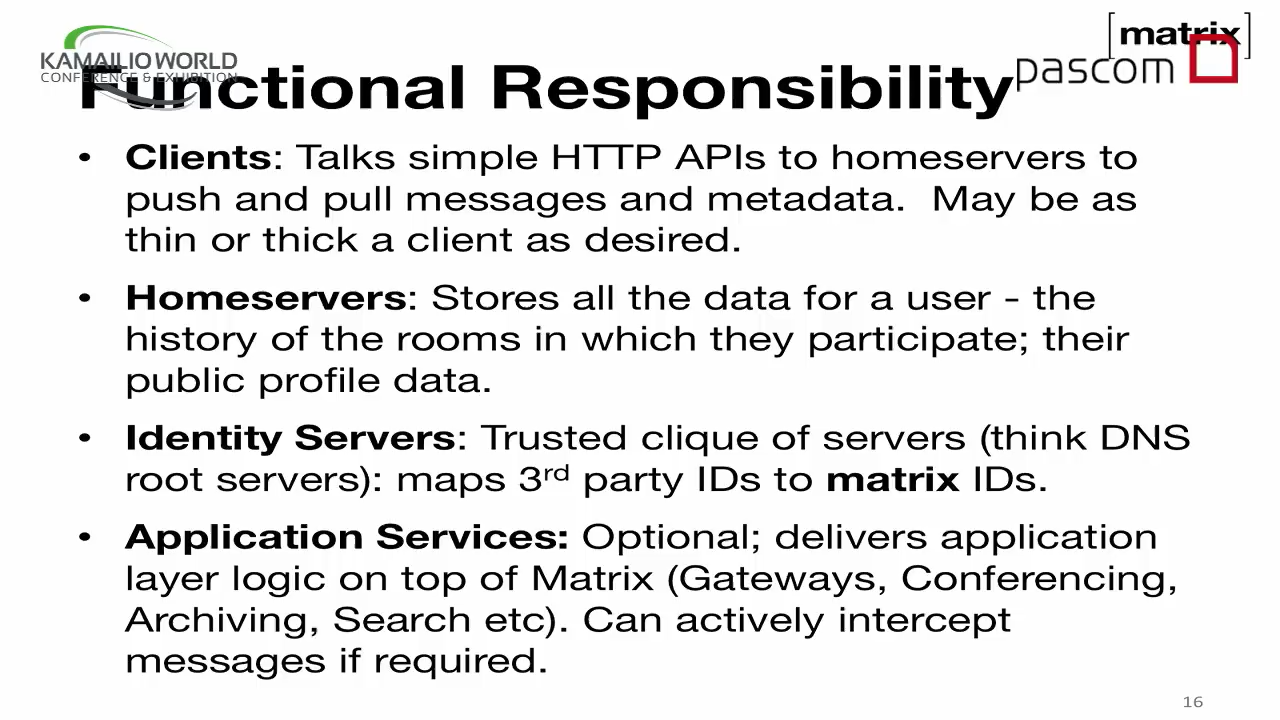 KAMAILIO WORLD
CONFERENCE & EXHIBITION
[matrix]
pascom
Functional Responsibility
• Clients: Talks simple HTTP APIs to homeservers to
push and pull messages and metadata.  May be as
thin or thick a client as desired.
• Homeservers: Stores all the data for a user - the
history of the rooms in which they participate; their
public profile data.
• Identity Servers: Trusted clique of servers (think DNS
root servers): maps 3rd party IDs to matrix IDs.
• Application Services: Optional; delivers application
layer logic on top of Matrix (Gateways, Conferencing,
Archiving, Search etc). Can actively intercept
messages if required.
16